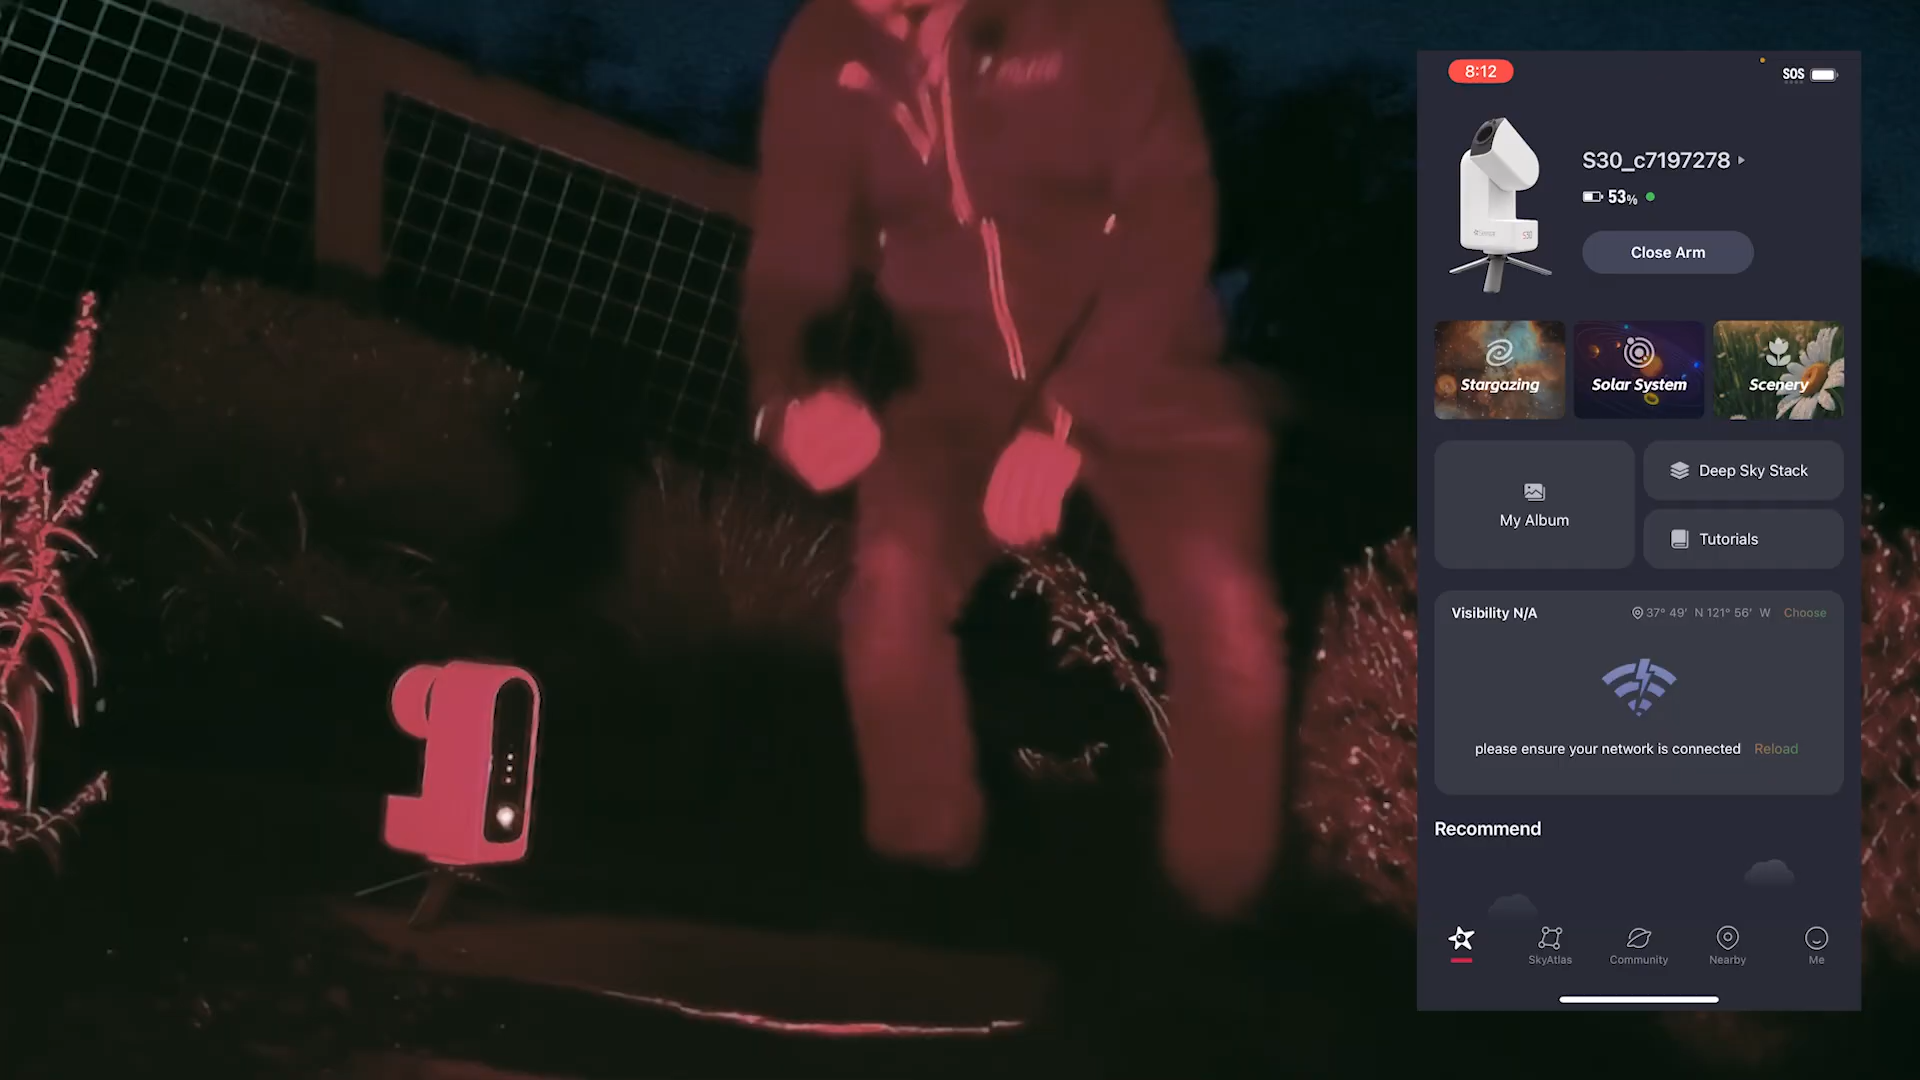 8:12
SOS
S30_c7197278
53%
Close Arm
Stargazing
Solar System
Scenery
My Album
Deep Sky Stack
Tutorials
Visibility N/A
37° 49' N 121° 56' W Choose
please ensure your network is connected Reload
Recommend
SkyAtlas
Community
Nearby
Me